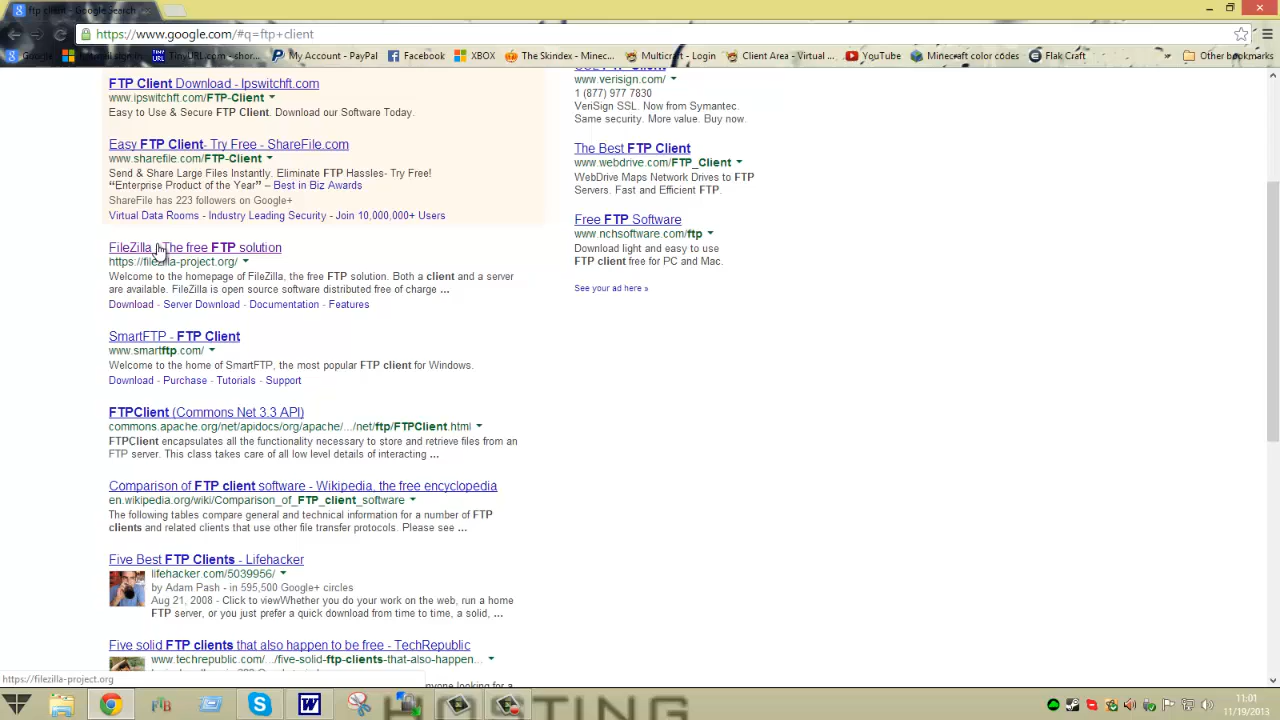 ftp client - Google Search
https://www.google.com/#q=ftp+client
Google
TinyURL.com - shor...
My Account - PayPal
Facebook
XBOX
The Skindex - Minec...
Multicraft - Login
Area - Virtual ...
YouTube
Minecraft color codes
Flak Craft
Other bookmarks
FTP Client Download - Ipswitchft.com
www.ipswitchft.com/FTP-Client
Easy to Use & Secure FTP Client. Download our Software Today.
Easy FTP Client- Try Free - ShareFile.com
www.sharefile.com/FTP-Client
Send & Share Large Files Instantly. Eliminate FTP Hassles- Try Free!
“Enterprise Product of the Year” – Best in Biz Awards
ShareFile has 223 followers on Google+
Virtual Data Rooms - Industry Leading Security - Join 10,000,000+ Users
FileZilla - The free FTP solution
https://filezilla-project.org/
Welcome to the homepage of FileZilla, the free FTP solution. Both a client and a server
are available. FileZilla is open source software distributed free of charge ...
Download - Server Download - Documentation - Features
SmartFTP - FTP Client
www.smartftp.com/
Welcome to the home of SmartFTP, the most popular FTP client for Windows.
Download - Purchase - Tutorials - Support
FTPClient (Commons Net 3.3 API)
commons.apache.org/net/apidocs/org/apache/.../net/ftp/FTPClient.html
FTPClient encapsulates all the functionality necessary to store and retrieve files from an
FTP server. This class takes care of all low level details of interacting ...
Comparison of FTP client software - Wikipedia, the free encyclopedia
en.wikipedia.org/wiki/Comparison_of_FTP_client_software
The following tables compare general and technical information for a number of FTP
clients and related clients that use other file transfer protocols. Please see ...
Five Best FTP Clients - Lifehacker
lifehacker.com/5039956/
by Adam Pash - in 595,500 Google+ circles
Aug 21, 2008 - Click to viewWhether you do your work on the web, run a home
FTP server, or you just prefer a quick download from time to time, a solid, ...
Five solid FTP clients that also happen to be free - TechRepublic
www.techrepublic.com/.../five-solid-ftp-clients-that-also-happen...
anyone looking for a
www.verisign.com/
1 (877) 977 7830
VeriSign SSL. Now from Symantec.
Same security. More value. Buy now.
The Best FTP Client
www.webdrive.com/FTP_Client
WebDrive Maps Network Drives to FTP
Servers. Fast and Efficient FTP.
Free FTP Software
www.nchsoftware.com/ftp
Download light and easy to use
FTP client free for PC and Mac.
See your ad here »
https://filezilla-project.org
HOSTING
11:01
11/19/2013